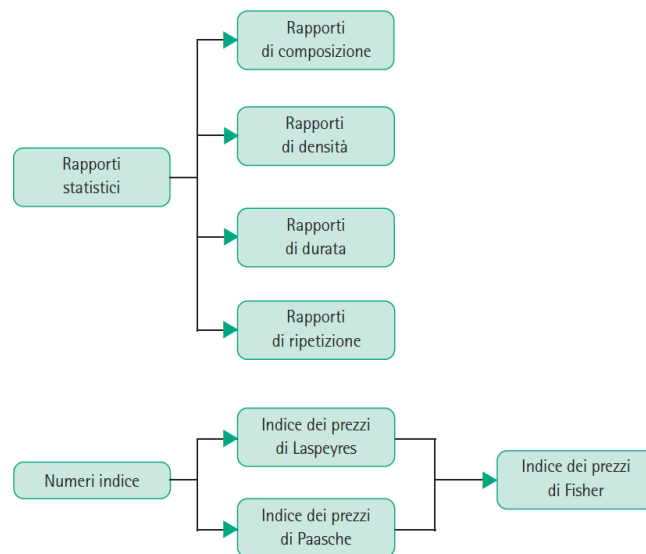 Rapporti
di composizione
Rapporti
di densità
Rapporti
statistici
Rapporti
di durata
Rapporti
di ripetizione
Indice dei prezzi
di Laspeyres
Numeri indice
Indice dei prezzi
di Fisher
Indice dei prezzi
di Paasche